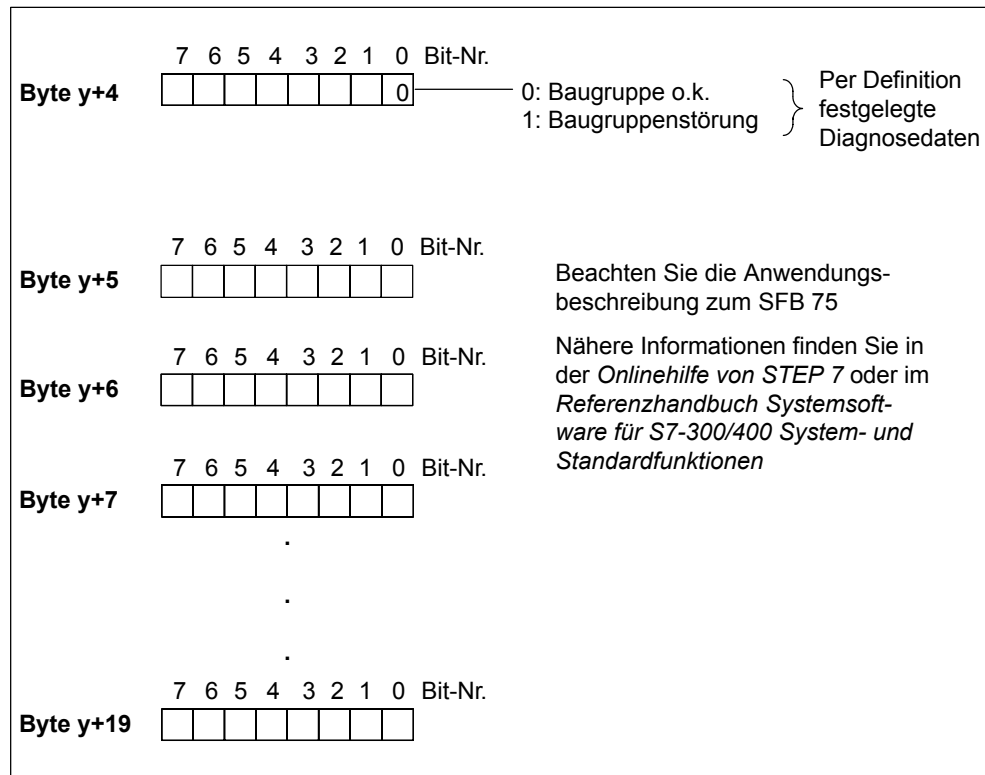 7 6 5 4 3 2 1 0 Bit-Nr.
Byte y+4
0
0: Baugruppe o.k.
1: Baugruppenstörung
Per Definition
festgelegte
Diagnosedaten
7 6 5 4 3 2 1 0 Bit-Nr.
Byte y+5
Beachten Sie die Anwendungs-
beschreibung zum SFB 75
7 6 5 4 3 2 1 0 Bit-Nr.
Byte y+6
Nähere Informationen finden Sie in
der Onlinehilfe von STEP 7 oder im
Referenzhandbuch Systemsoft-
ware für S7-300/400 System- und
Standardfunktionen
7 6 5 4 3 2 1 0 Bit-Nr.
Byte y+7
.
.
.
7 6 5 4 3 2 1 0 Bit-Nr.
Byte y+19